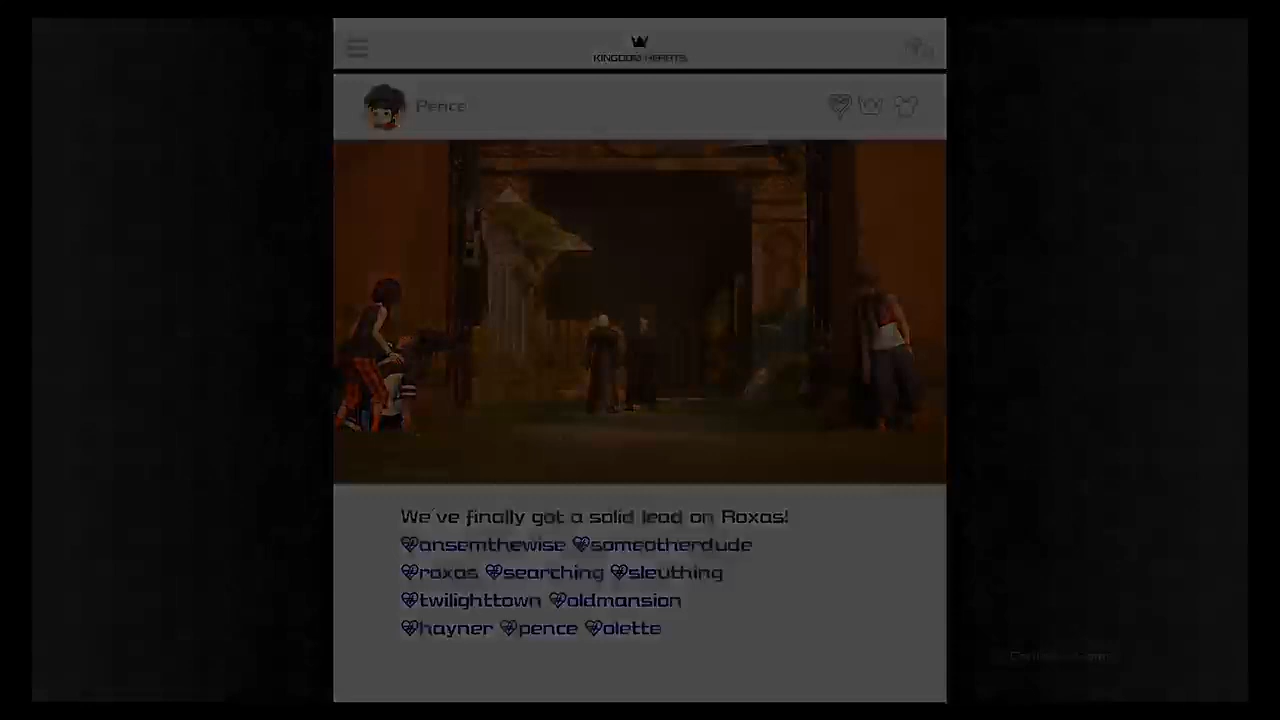 KINGDOM HEARTS
Pence
We've finally got a solid lead on Roxas!
ansemthewise someotherdude
roxas searching sleuthing
twilighttown oldmansion
hayner pence olette